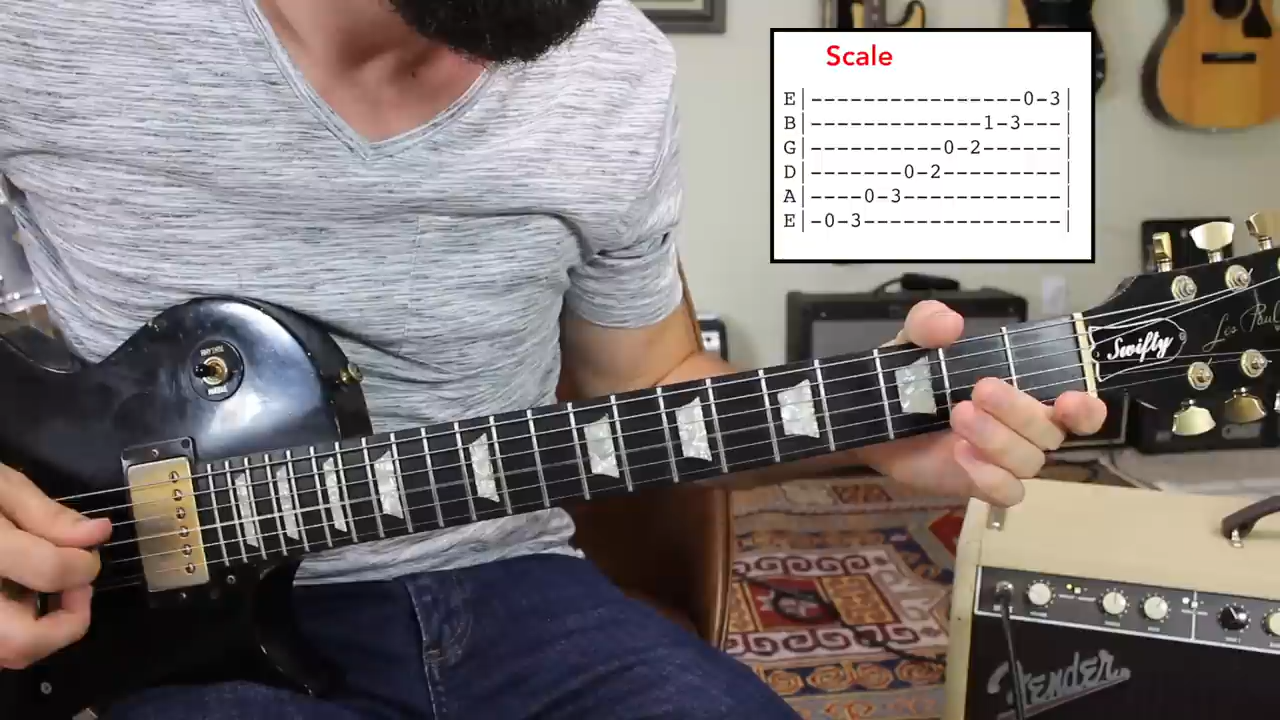 Scale
E|----------------0-3|
B|-------------1-3---|
G|----------0-2------|
D|-------0-2---------|
A|----0-3------------|
E|-0-3---------------|
Swifty
Les Paul
Fender